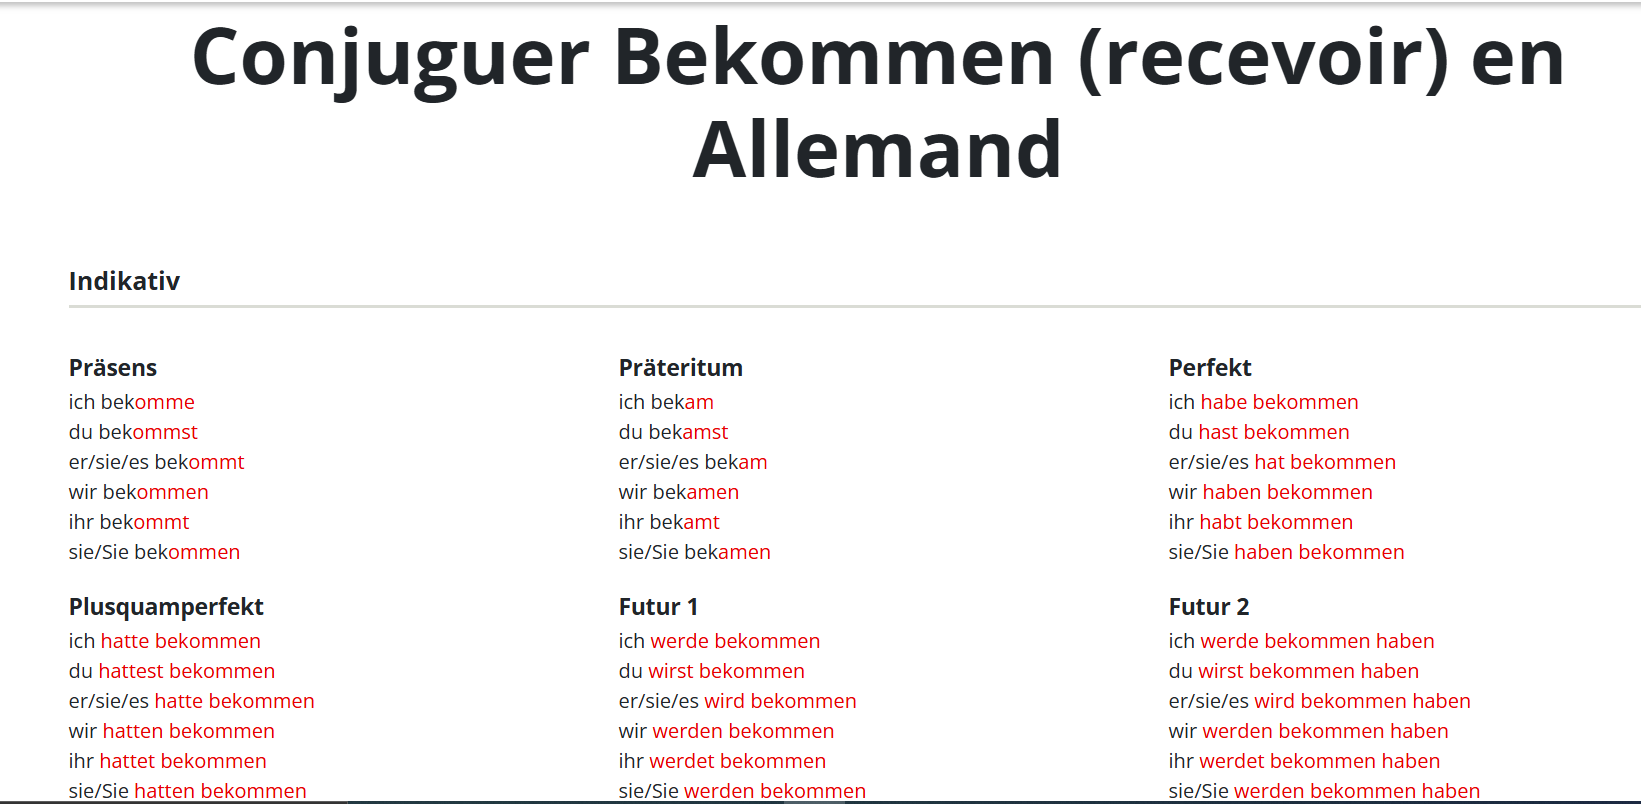 Conjuguer Bekommen (recevoir) en
Allemand
Indikativ
Präsens
ich bekomme
du bekommst
er/sie/es bekommt
wir bekommen
ihr bekommt
sie/Sie bekommen
Präteritum
ich bekam
du bekamst
er/sie/es bekam
wir bekamen
ihr bekamt
sie/Sie bekamen
Perfekt
ich habe bekommen
du hast bekommen
er/sie/es hat bekommen
wir haben bekommen
ihr habt bekommen
sie/Sie haben bekommen
Plusquamperfekt
ich hatte bekommen
du hattest bekommen
er/sie/es hatte bekommen
wir hatten bekommen
ihr hattet bekommen
sie/Sie hatten bekommen
Futur 1
ich werde bekommen
du wirst bekommen
er/sie/es wird bekommen
wir werden bekommen
ihr werdet bekommen
sie/Sie werden bekommen
Futur 2
ich werde bekommen haben
du wirst bekommen haben
er/sie/es wird bekommen haben
wir werden bekommen haben
ihr werdet bekommen haben
sie/Sie werden bekommen haben